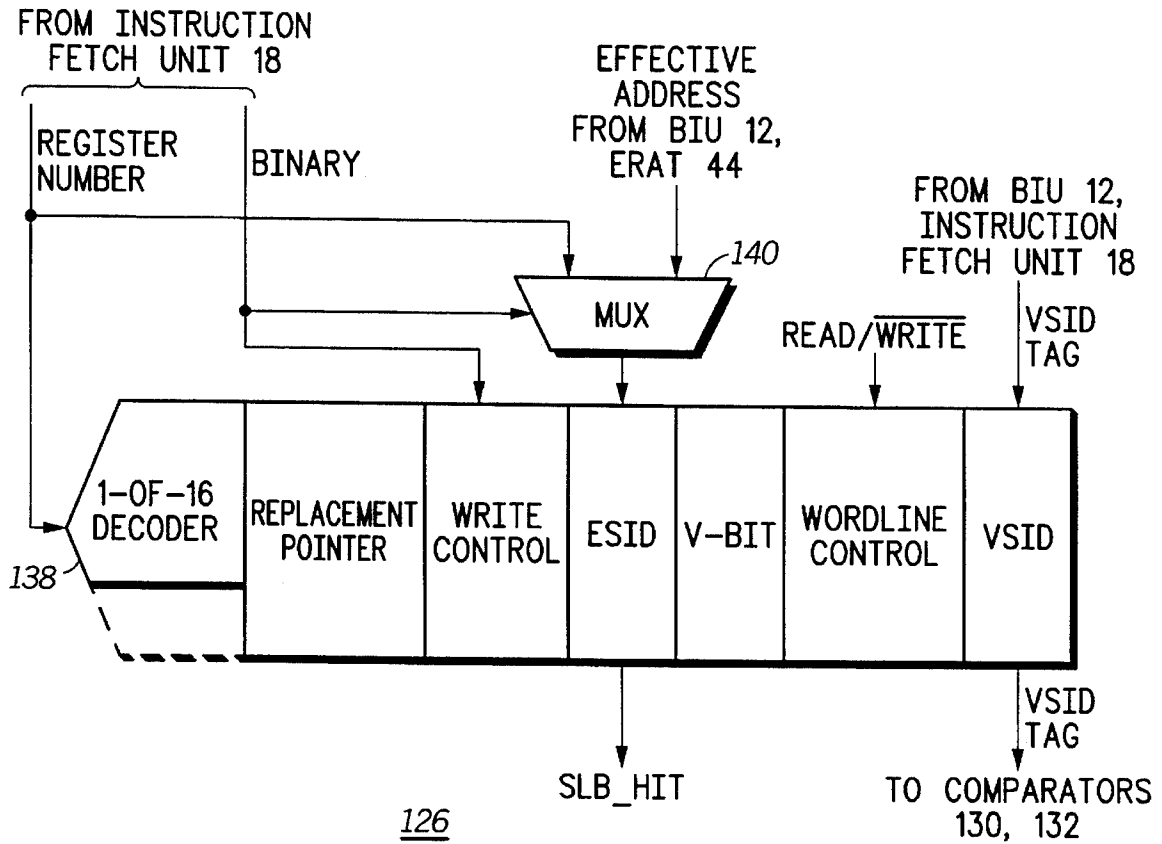 FROM INSTRUCTION
FETCH UNIT 18
EFFECTIVE
ADDRESS
FROM BIU 12,
ERAT 44
REGISTER
NUMBER
BINARY
FROM BIU 12,
INSTRUCTION
FETCH UNIT 18
140
MUX
READ/W̅R̅I̅T̅E̅
VSID
TAG
1-OF-16
DECODER
REPLACEMENT
POINTER
WRITE
CONTROL
ESID
V-BIT
WORDLINE
CONTROL
VSID
138
VSID
TAG
SLB_HIT
TO COMPARATORS
130, 132
126